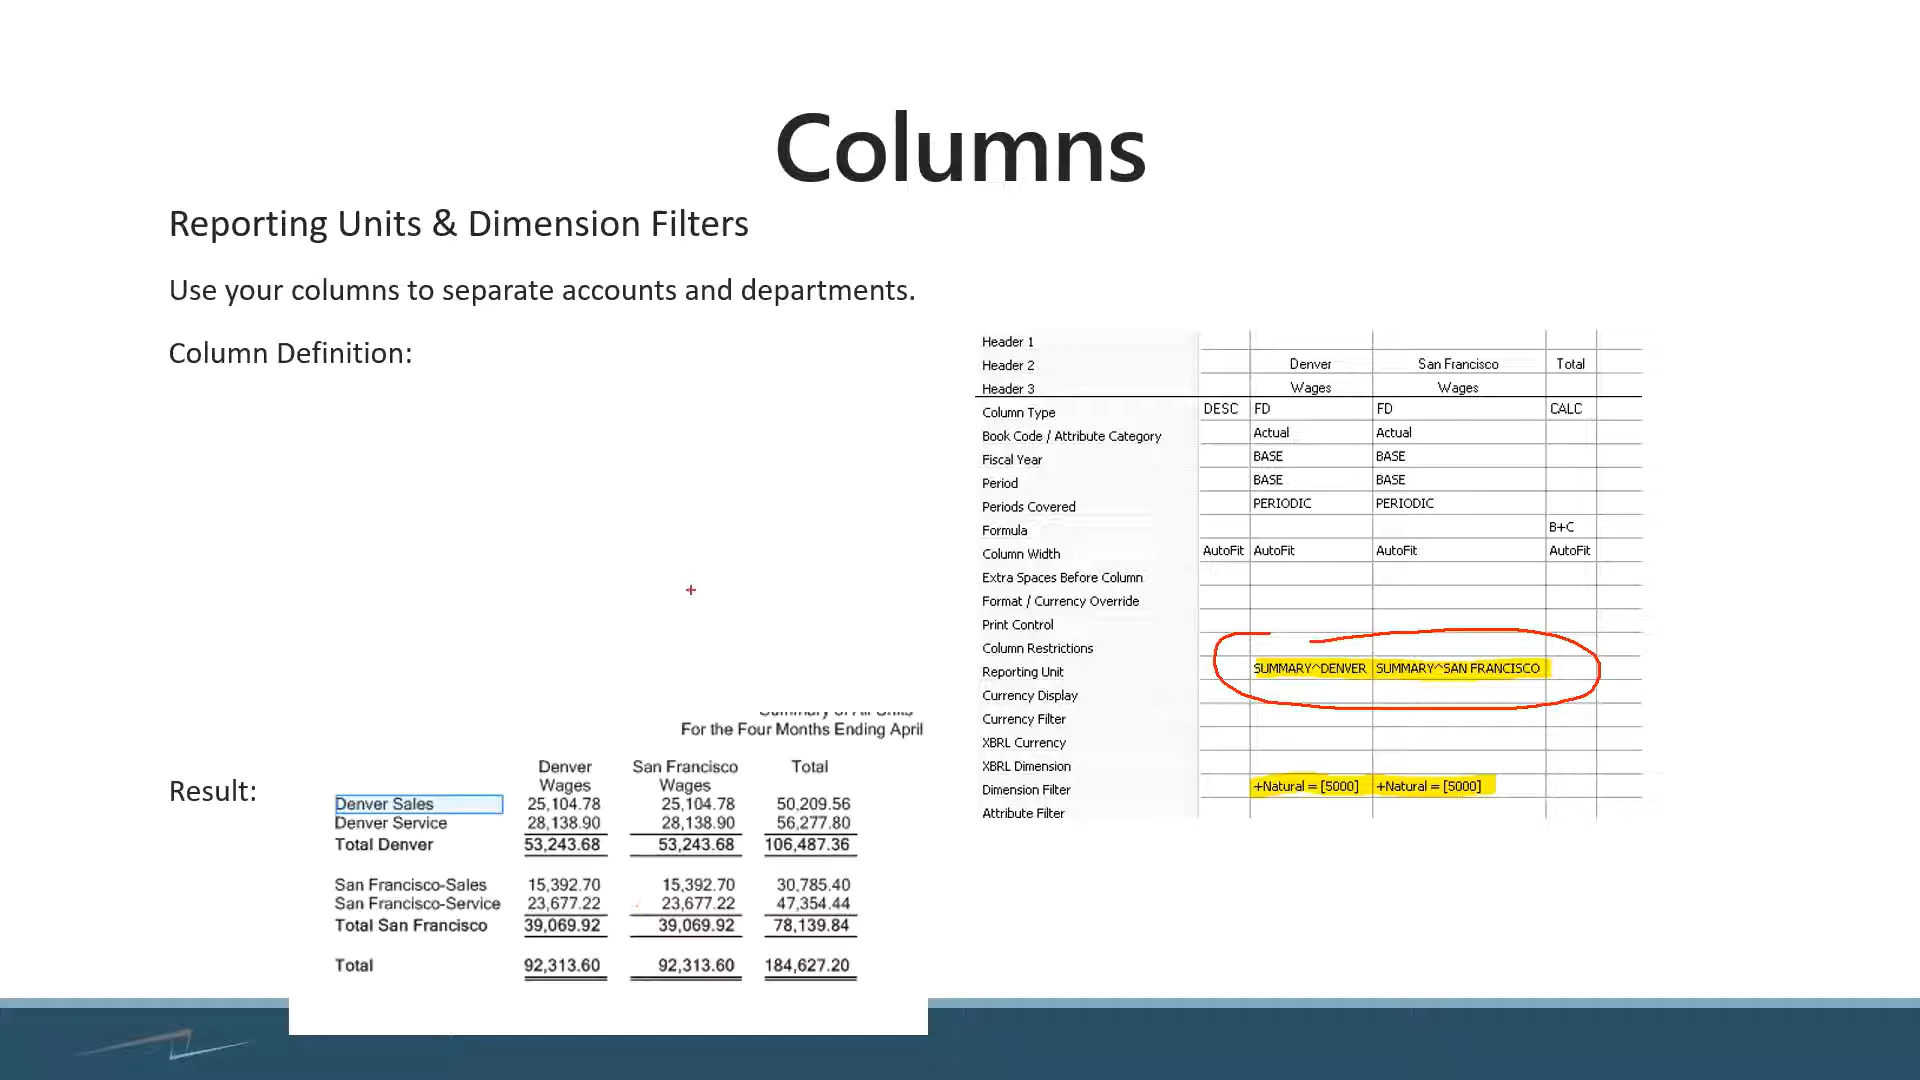 Columns
Reporting Units & Dimension Filters
Use your columns to separate accounts and departments.
Column Definition:
Header 1
Header 2 Denver San Francisco Total
Header 3 Wages Wages
Column Type DESC FD FD CALC
Book Code / Attribute Category Actual Actual
Fiscal Year BASE BASE
Period BASE BASE
Periods Covered PERIODIC PERIODIC
Formula B+C
Column Width AutoFit AutoFit AutoFit AutoFit
Extra Spaces Before Column
Format / Currency Override
Print Control
Column Restrictions
Reporting Unit SUMMARY^DENVER SUMMARY^SAN FRANCISCO
Currency Display
Currency Filter
XBRL Currency
XBRL Dimension
Dimension Filter +Natural = [5000] +Natural = [5000]
Attribute Filter
Result:
Summary of All Units
For the Four Months Ending April
Denver San Francisco Total
Wages Wages
Denver Sales 25,104.78 25,104.78 50,209.56
Denver Service 28,138.90 28,138.90 56,277.80
Total Denver 53,243.68 53,243.68 106,487.36
San Francisco-Sales 15,392.70 15,392.70 30,785.40
San Francisco-Service 23,677.22 23,677.22 47,354.44
Total San Francisco 39,069.92 39,069.92 78,139.84
Total 92,313.60 92,313.60 184,627.20